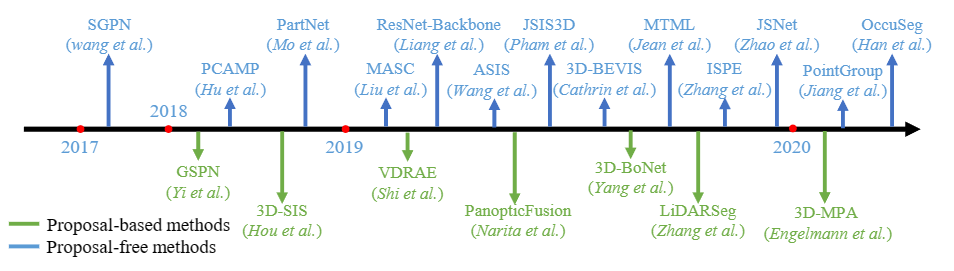 SGPN
(wang et al.)
PartNet
(Mo et al.)
ResNet-Backbone
(Liang et al.)
JSIS3D
(Pham et al.)
MTML
(Jean et al.)
JSNet
(Zhao et al.)
OccuSeg
(Han et al.)
PCAMP
(Hu et al.)
MASC
(Liu et al.)
ASIS
(Wang et al.)
3D-BEVIS
(Cathrin et al.)
ISPE
(Zhang et al.)
PointGroup
(Jiang et al.)
2017
2018
2019
2020
GSPN
(Yi et al.)
VDRAE
(Shi et al.)
3D-BoNet
(Yang et al.)
3D-SIS
(Hou et al.)
PanopticFusion
(Narita et al.)
LiDARSeg
(Zhang et al.)
3D-MPA
(Engelmann et al.)
Proposal-based methods
Proposal-free methods